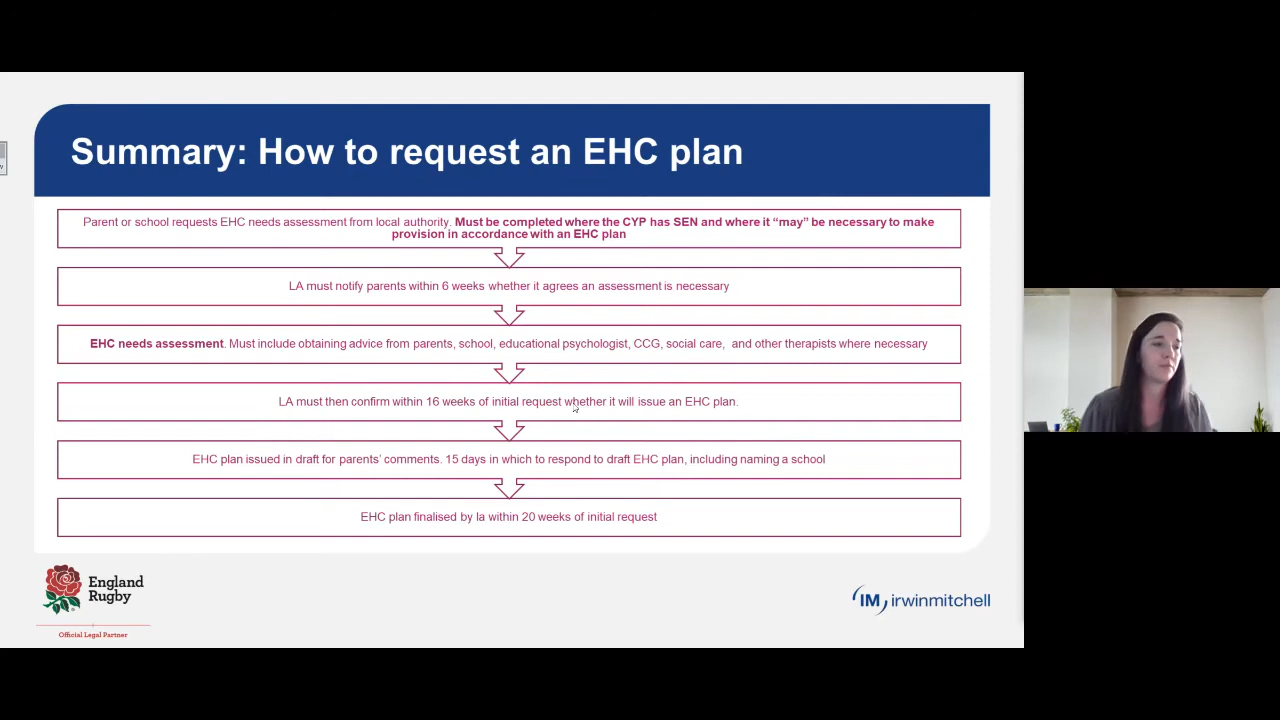 Summary: How to request an EHC plan
Parent or school requests EHC needs assessment from local authority. Must be completed where the CYP has SEN and where it “may” be necessary to make
provision in accordance with an EHC plan
LA must notify parents within 6 weeks whether it agrees an assessment is necessary
EHC needs assessment. Must include obtaining advice from parents, school, educational psychologist, CCG, social care, and other therapists where necessary
LA must then confirm within 16 weeks of initial request whether it will issue an EHC plan.
EHC plan issued in draft for parents’ comments. 15 days in which to respond to draft EHC plan, including naming a school
EHC plan finalised by la within 20 weeks of initial request
England
Rugby
Official Legal Partner
IM irwinmitchell